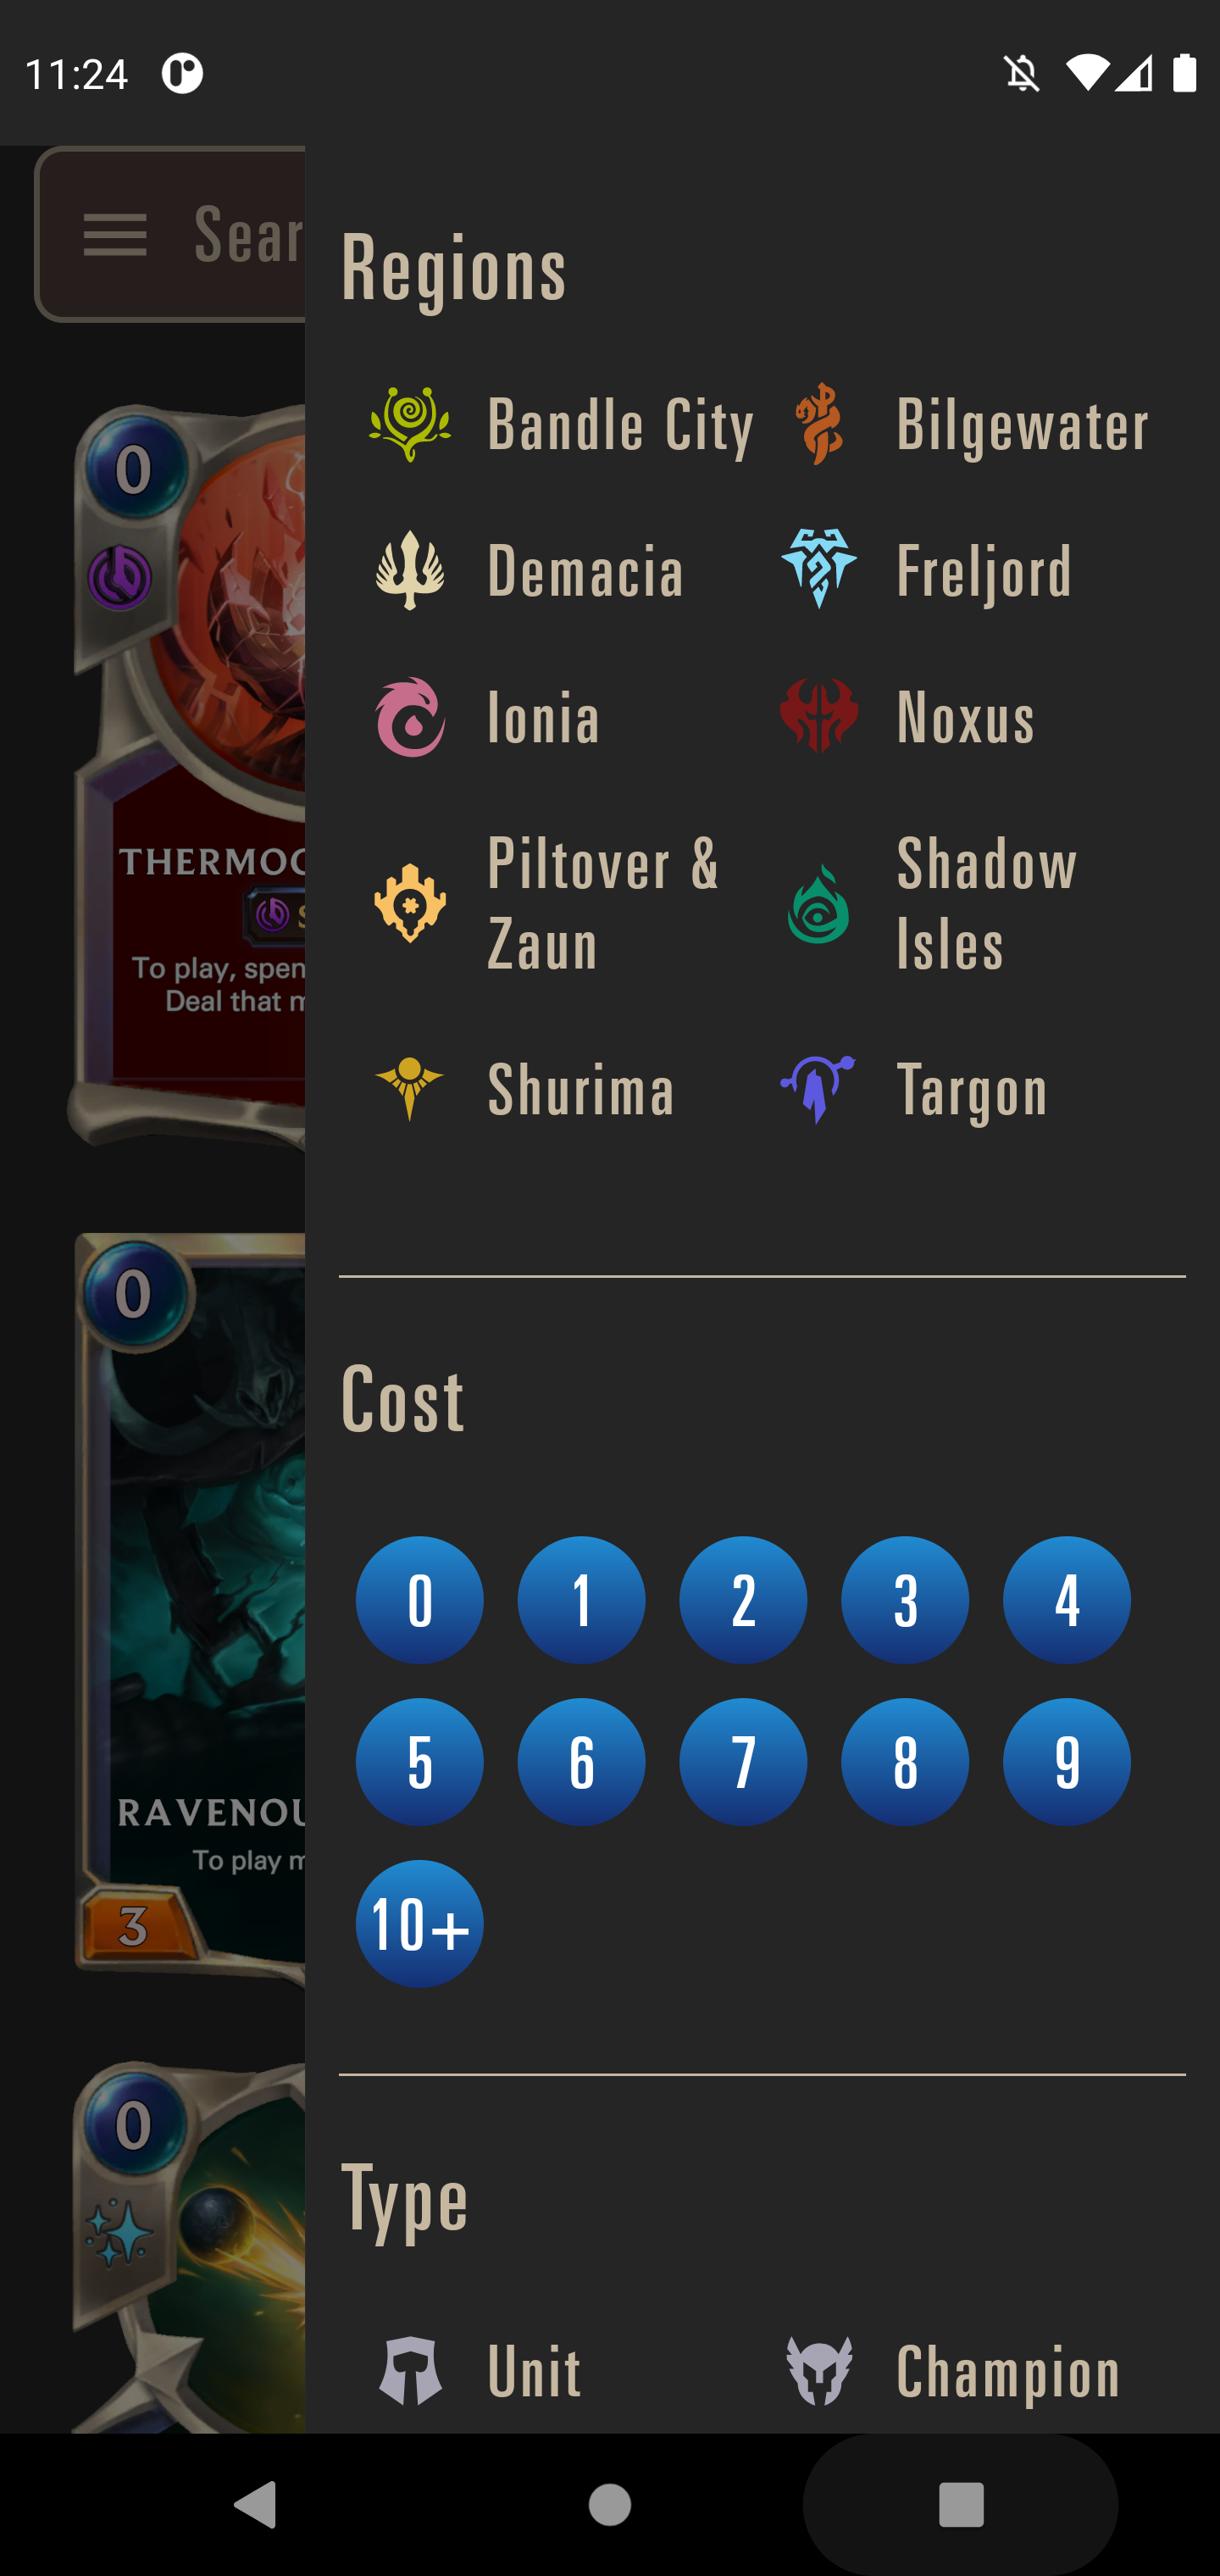 11:24
Sear
Regions
Bandle City
Bilgewater
Demacia
Freljord
Ionia
Noxus
Piltover &
Zaun
Shadow
Isles
Shurima
Targon
Cost
0 1 2 3 4
5 6 7 8 9
10+
Type
Unit
Champion
0
THERMOG
S
To play, spen
Deal that m
0
RAVENOU
To play m
3
0